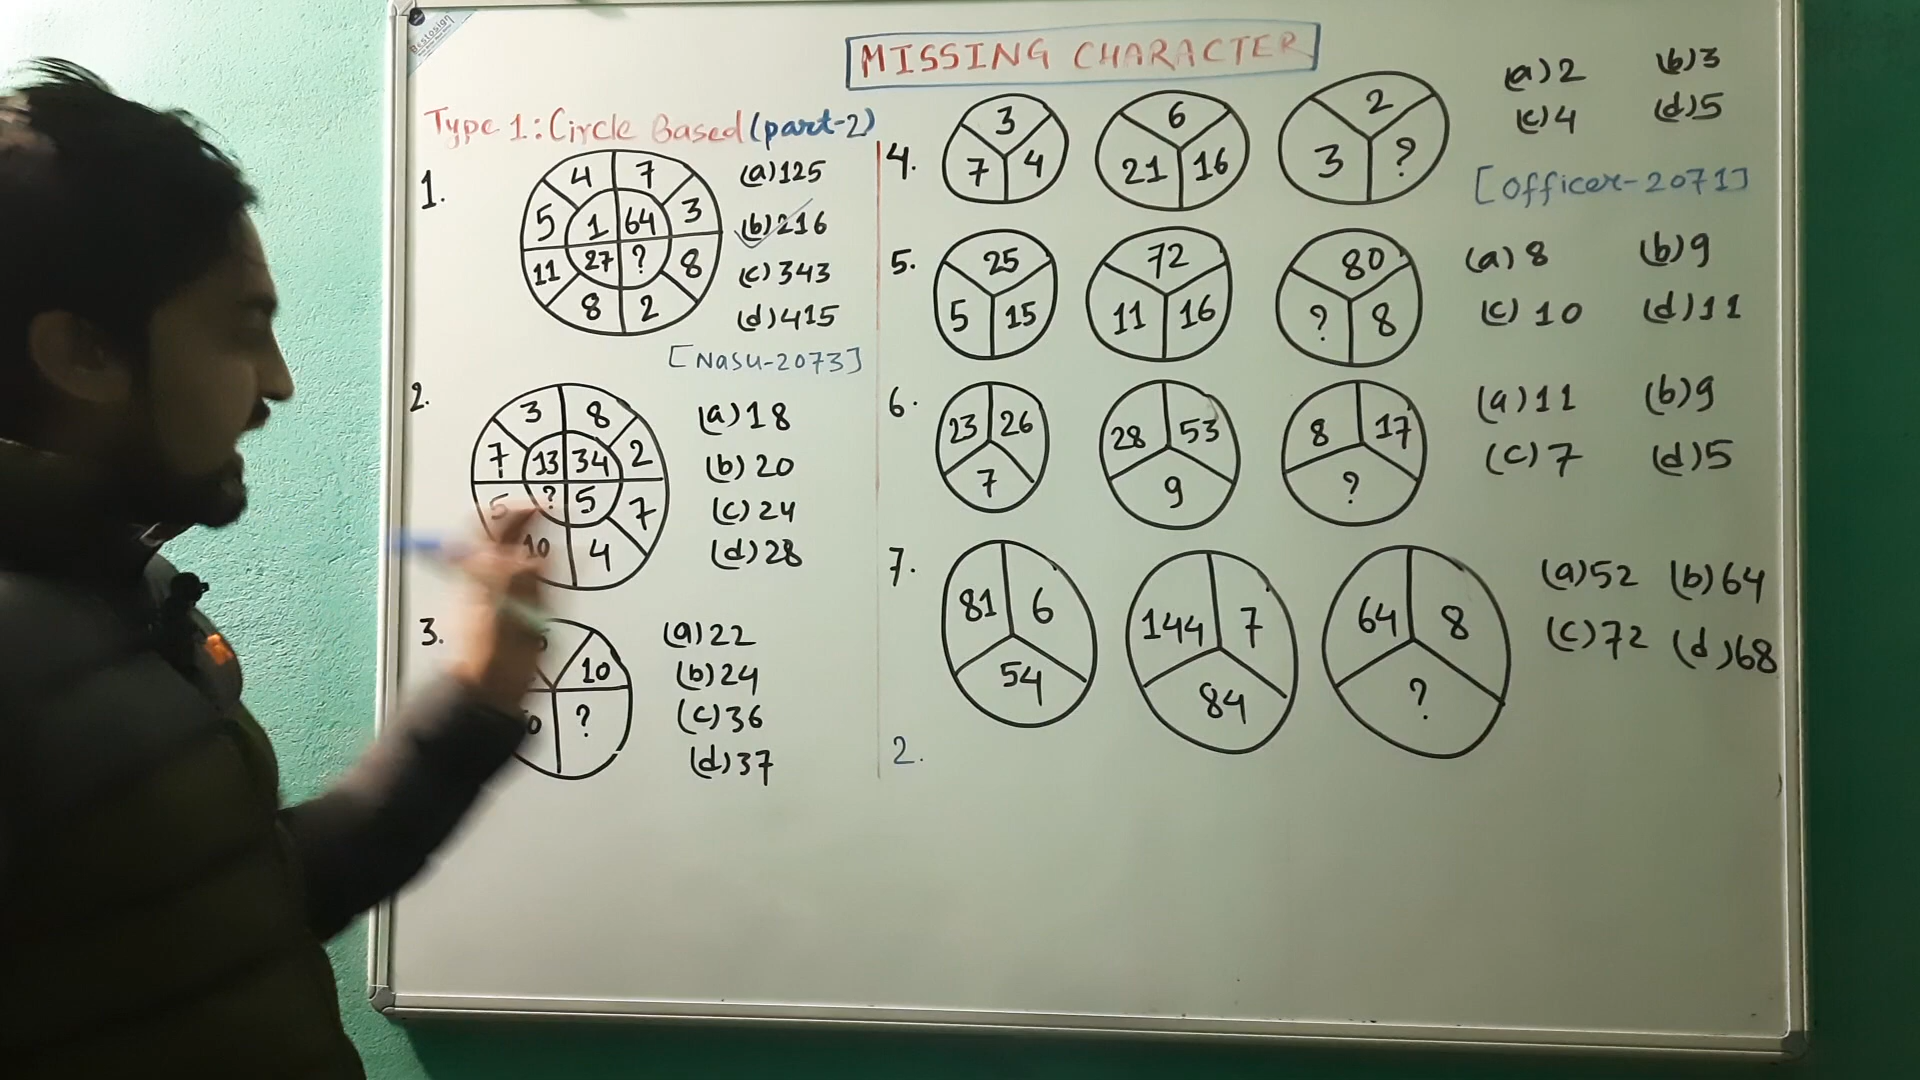 Bestosign
MISSING CHARACTER
Type 1: Circle Based (part-2)
1.
4 7
5 1 64 3
11 27 ? 8
8 2
(a) 125
(b) 216
(c) 343
(d) 415
[Nasu-2073]
2.
3 8
7 13 34 2
5 ? 5 7
10 4
(a) 18
(b) 20
(c) 24
(d) 28
3.
10
?
(a) 22
(b) 24
(c) 36
(d) 37
4.
3
7 4
6
21 16
2
3 ?
(a) 2 (b) 3
(c) 4 (d) 5
[Officer-2071]
5.
25
5 15
72
11 16
80
? 8
(a) 8 (b) 9
(c) 10 (d) 11
6.
23 26
7
28 53
9
8 17
?
(a) 11 (b) 9
(c) 7 (d) 5
7.
81 6
54
144 7
84
64 8
?
(a) 52 (b) 64
(c) 72 (d) 68
2.